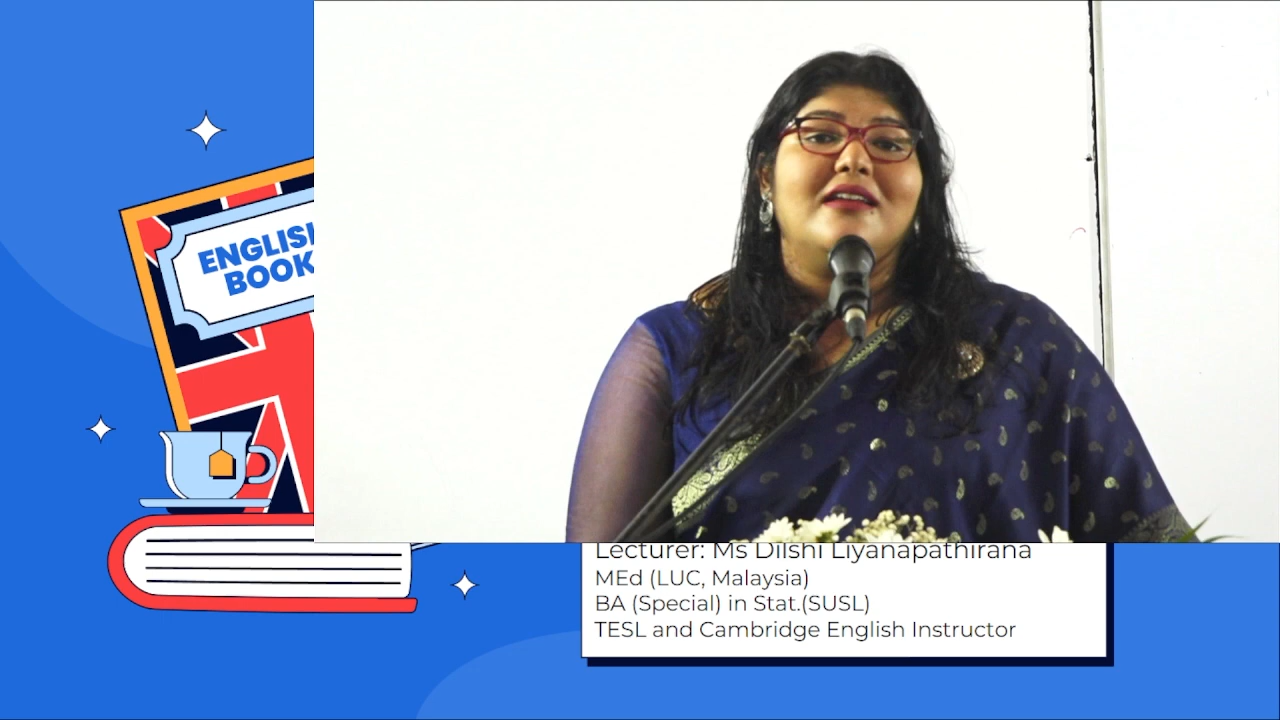 ENGLISH
BOOK
Lecturer: Ms Dilshi Liyanapathirana
MEd (LUC, Malaysia)
BA (Special) in Stat.(SUSL)
TESL and Cambridge English Instructor